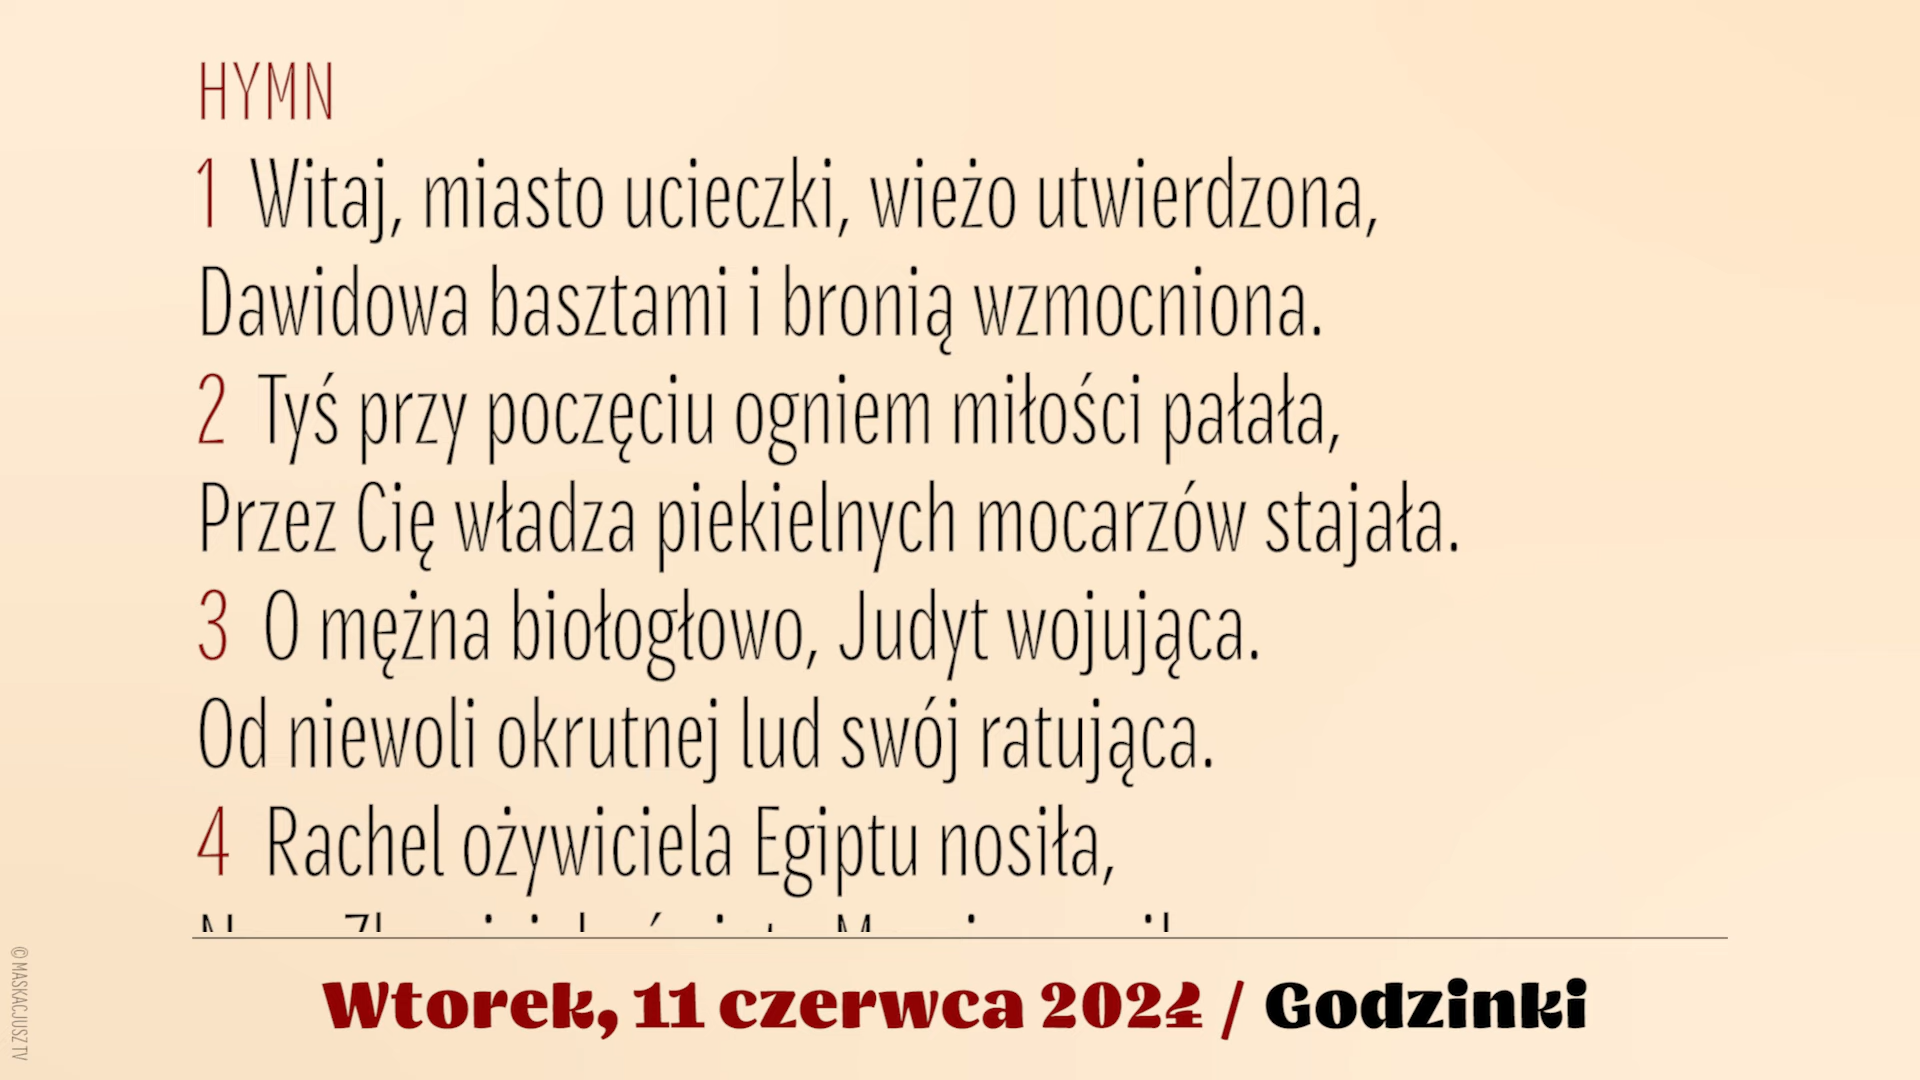 HYMN
1 Witaj, miasto ucieczki, wieżo utwierdzona,
Dawidowa basztami i bronią wzmocniona.
2 Tyś przy poczęciu ogniem miłości pałała,
Przez Cię władza piekielnych mocarzów stajała.
3 O mężna biołogłowo, Judyt wojująca.
Od niewoli okrutnej lud swój ratująca.
4 Rachel ożywiciela Egiptu nosiła,
Wtorek, 11 czerwca 2024 / Godzinki
© MASKACJUSZ TV